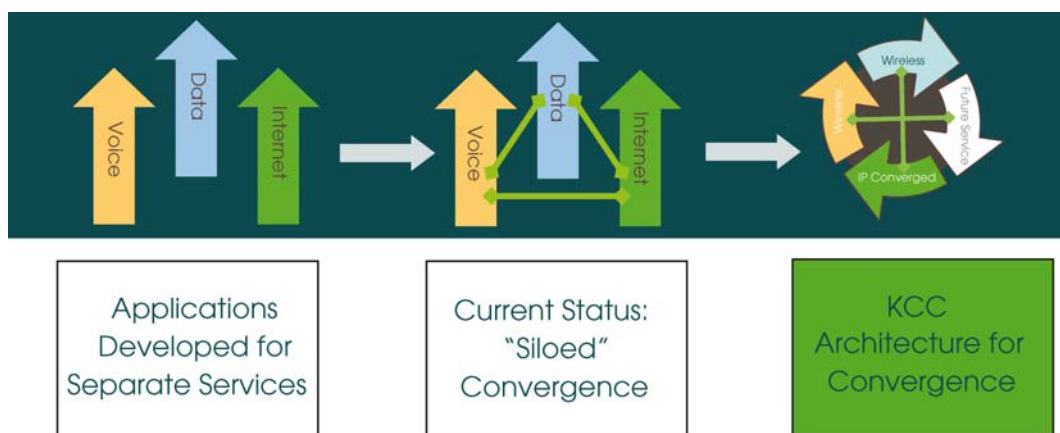 Voice
Data
Internet
Voice
Data
Internet
Wireless
Wireline
Future Service
IP Converged
Applications
Developed for
Separate Services
Current Status:
“Siloed”
Convergence
KCC
Architecture for
Convergence